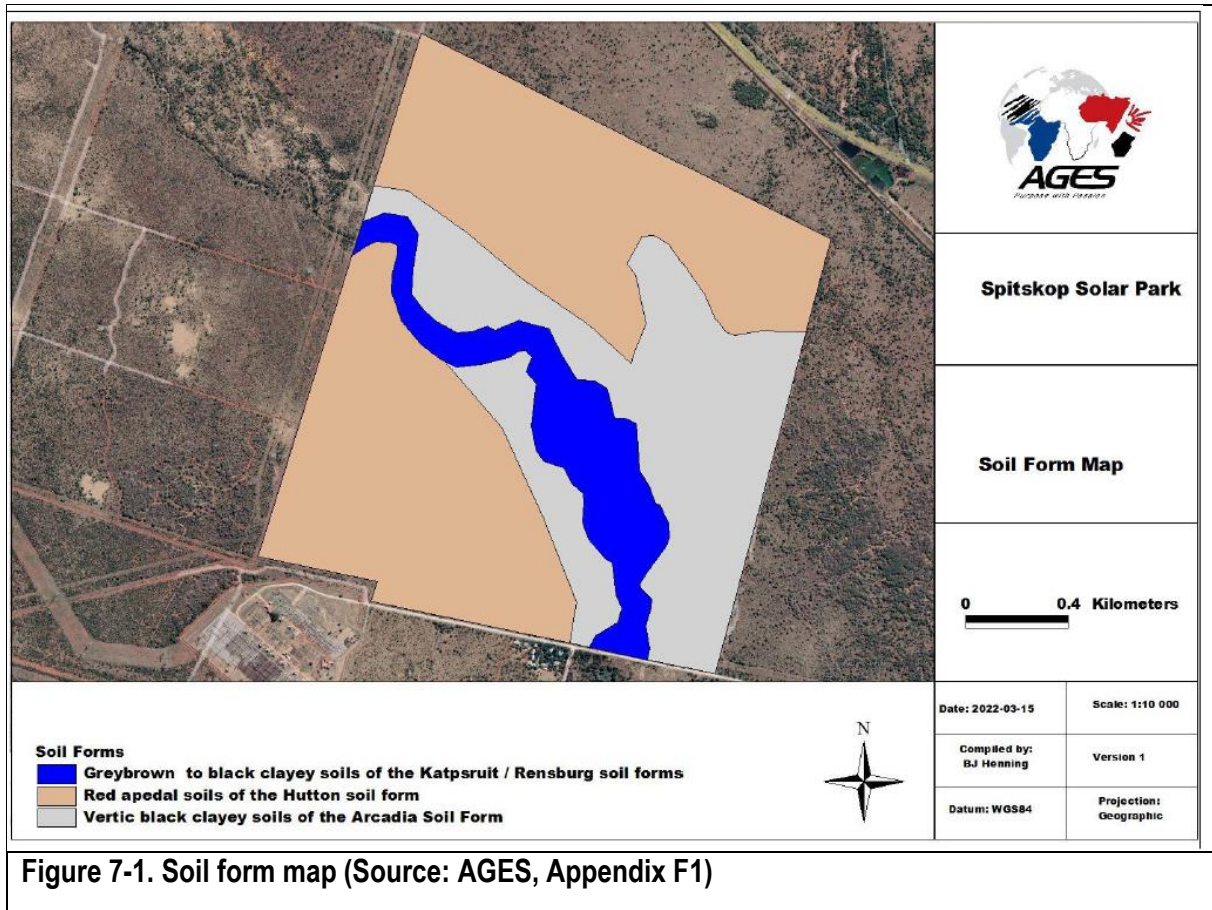 AGES
Purpose with Passion
Spitskop Solar Park
Soil Form Map
0 0.4 Kilometers
Date: 2022-03-15
Scale: 1:10 000
Compiled by:
BJ Henning
Version 1
Datum: WGS84
Projection:
Geographic
N
Soil Forms
Greybrown to black clayey soils of the Katpsruit / Rensburg soil forms
Red apedal soils of the Hutton soil form
Vertic black clayey soils of the Arcadia Soil Form
Figure 7-1. Soil form map (Source: AGES, Appendix F1)